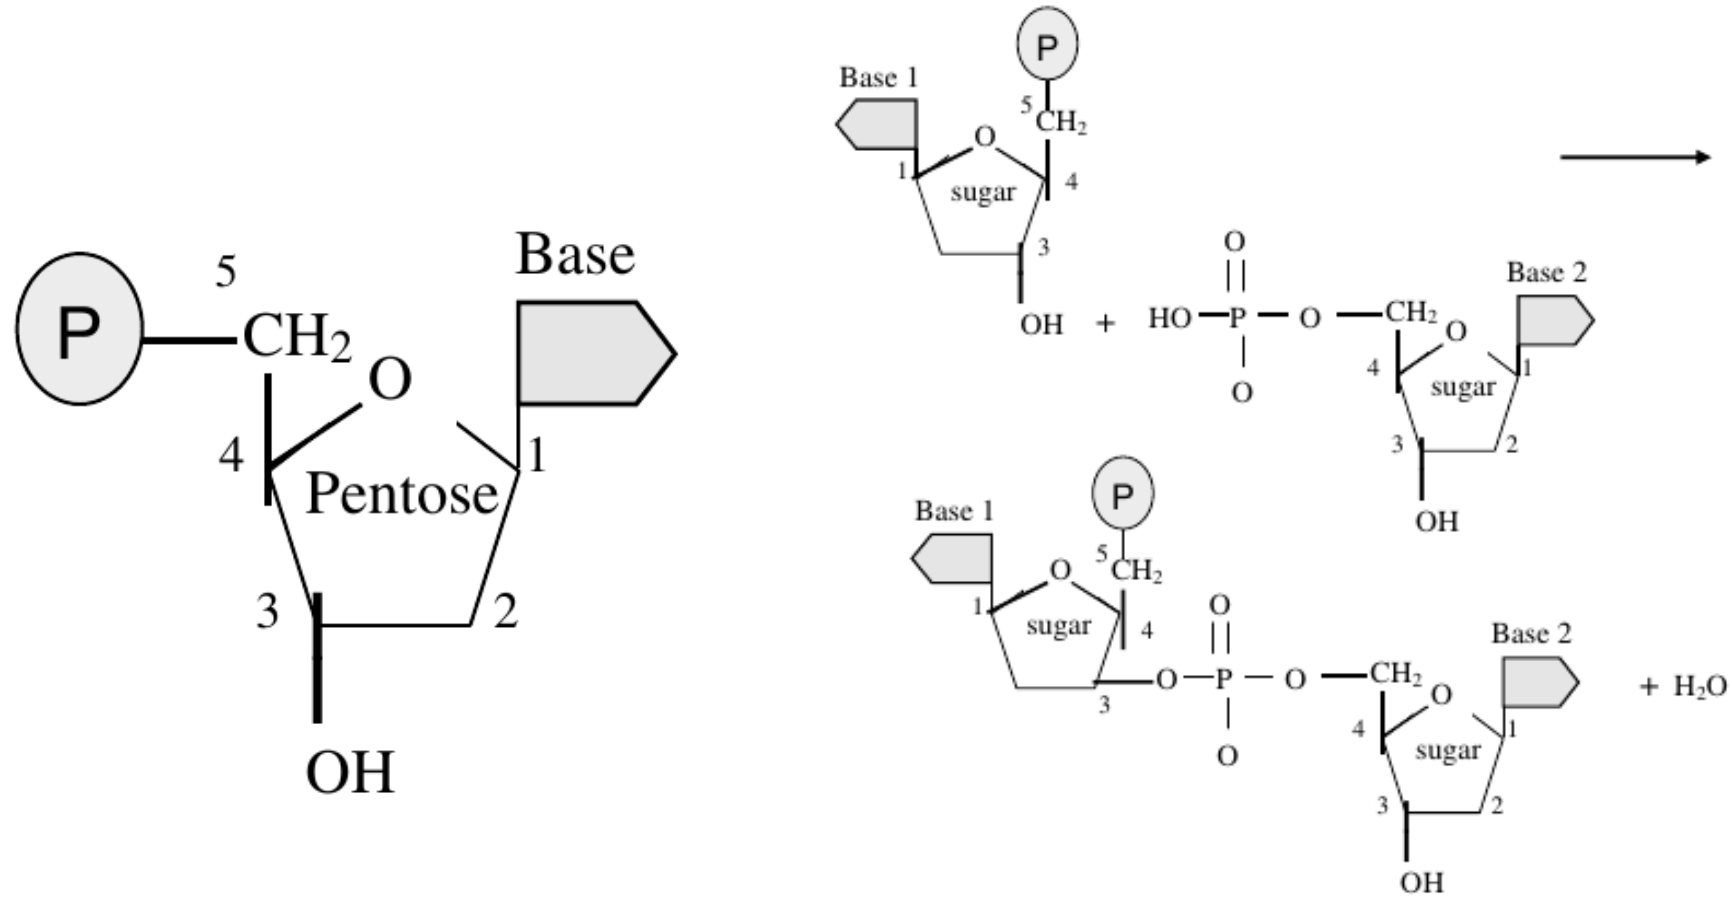 Base
5
P
CH₂
O
4
1
Pentose
3
2
OH
P
Base 1
5
CH₂
O
1
sugar
4
3
OH
+
O
HO P O CH₂
O
Base 2
4
sugar
1
O
3
2
OH
P
Base 1
5
CH₂
O
1
sugar
4
3
O
O P O CH₂
O
Base 2
4
sugar
1
O
3
2
OH
+ H₂O